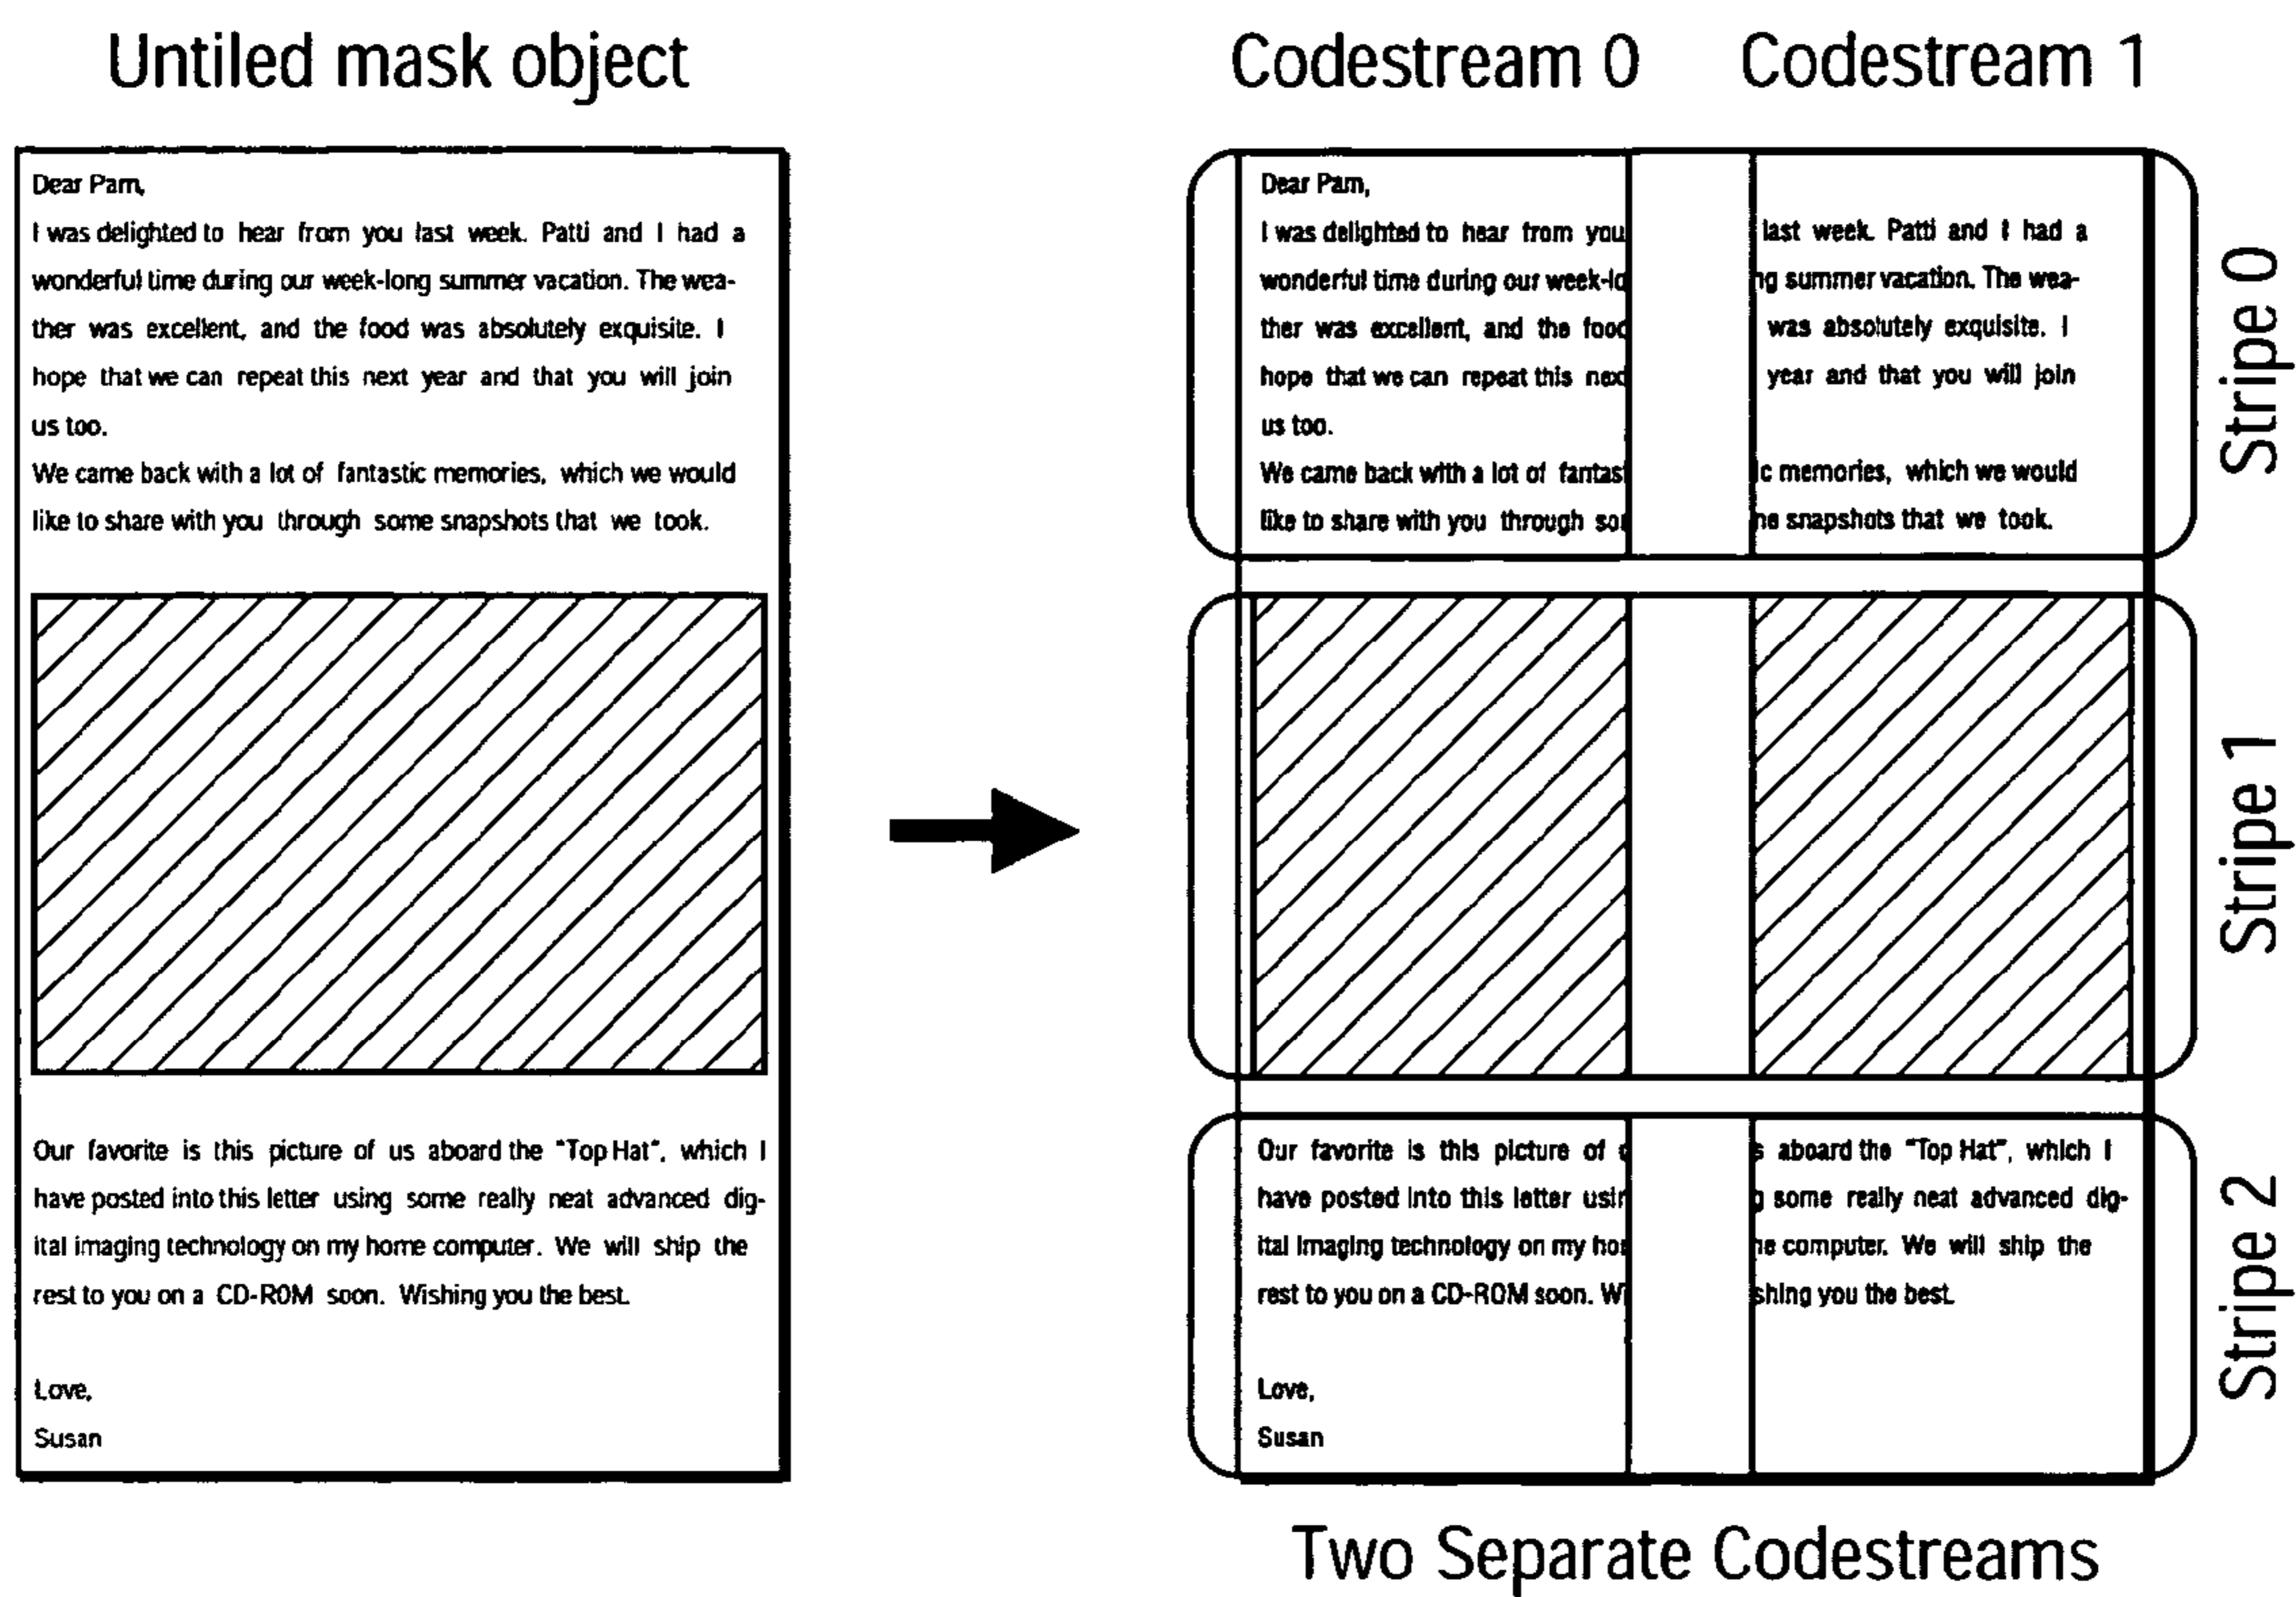 Untiled mask object
Dear Pam,
I was delighted to hear from you last week. Patti and I had a
wonderful time during our week-long summer vacation. The wea-
ther was excellent, and the food was absolutely exquisite. I
hope that we can repeat this next year and that you will join
us too.
We came back with a lot of fantastic memories, which we would
like to share with you through some snapshots that we took.
Our favorite is this picture of us aboard the "Top Hat", which I
have posted into this letter using some really neat advanced dig-
ital imaging technology on my home computer. We will ship the
rest to you on a CD-ROM soon. Wishing you the best.
Love,
Susan
Codestream 0
Dear Pam,
I was delighted to hear from you
wonderful time during our week-lo
ther was excellent, and the food
hope that we can repeat this nex
us too.
We came back with a lot of fantas
like to share with you through so
Our favorite is this picture of
have posted into this letter usin
ital imaging technology on my ho
rest to you on a CD-ROM soon. Wi
Love,
Susan
Codestream 1
last week. Patti and I had a
ng summer vacation. The wea-
was absolutely exquisite. I
year and that you will join
ic memories, which we would
me snapshots that we took.
s aboard the "Top Hat", which I
g some really neat advanced dig-
me computer. We will ship the
shing you the best.
Stripe 0
Stripe 1
Stripe 2
Two Separate Codestreams